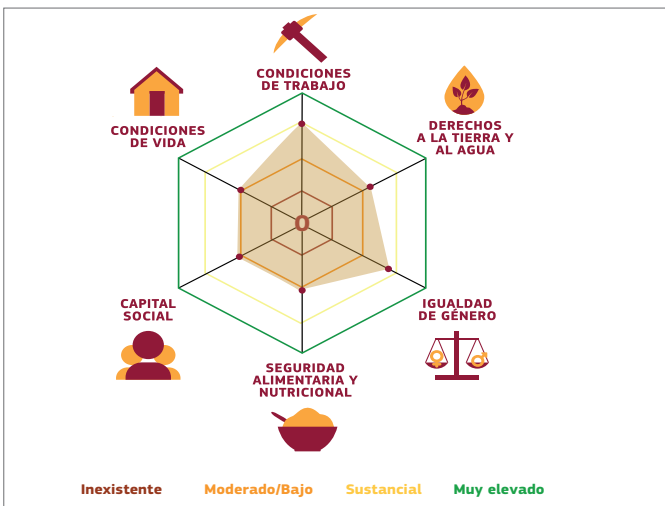 CONDICIONES
DE TRABAJO
DERECHOS
A LA TIERRA Y
AL AGUA
CONDICIONES
DE VIDA
0
CAPITAL
SOCIAL
IGUALDAD
DE GÉNERO
SEGURIDAD
ALIMENTARIA Y
NUTRICIONAL
Inexistente Moderado/Bajo Sustancial Muy elevado